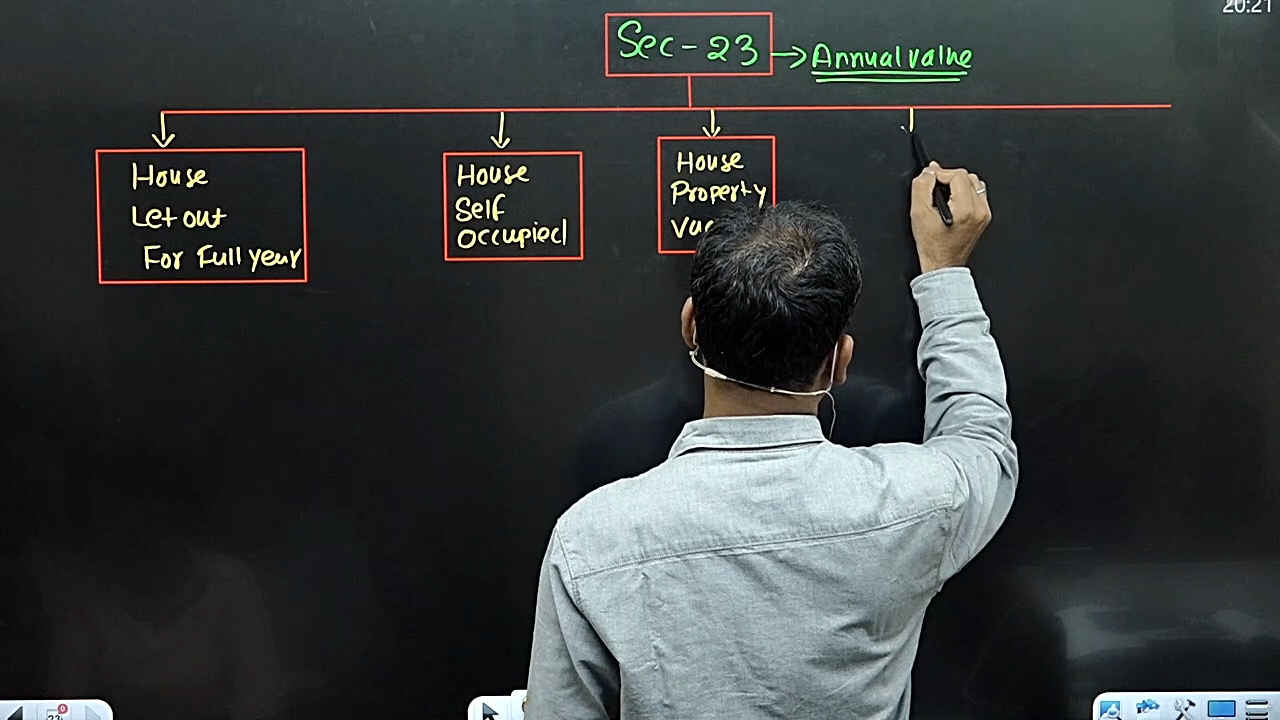 20:21
Sec - 23 → Annual value
House
Let out
For Full year
House
Self
occupied
House
Property